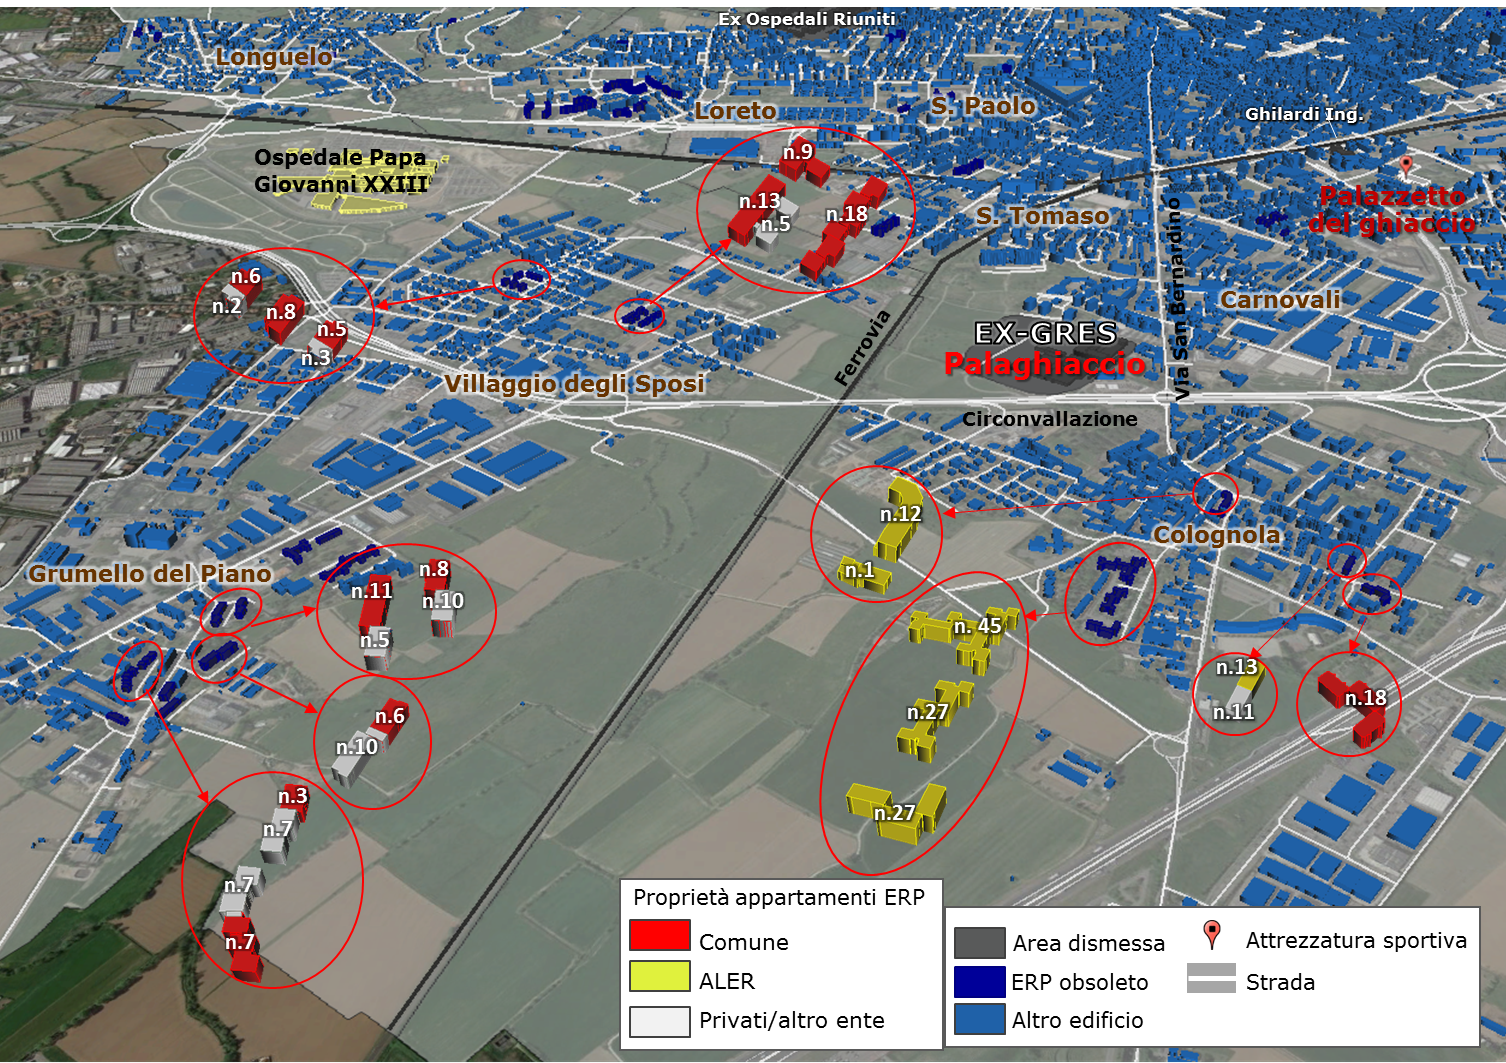 Ex Ospedali Riuniti
Longuelo
Loreto
S. Paolo
Ghilardi Ing.
Ospedale Papa
Giovanni XXIII
n.9
n.13
n.5
n.18
S. Tomaso
Palazzetto
del ghiaccio
Via San Bernardino
Carnovali
n.6
n.2
n.8
n.5
n.3
Ferrovia
EX-GRES
Palaghiaccio
Villaggio degli Sposi
Circonvallazione
n.12
n.1
Colognola
Grumello del Piano
n.11
n.8
n.10
n.5
n. 45
n.27
n.27
n.13
n.11
n.18
n.6
n.10
n.3
n.7
n.7
n.7
Proprietà appartamenti ERP
Comune
ALER
Privati/altro ente
Area dismessa
ERP obsoleto
Altro edificio
Attrezzatura sportiva
Strada